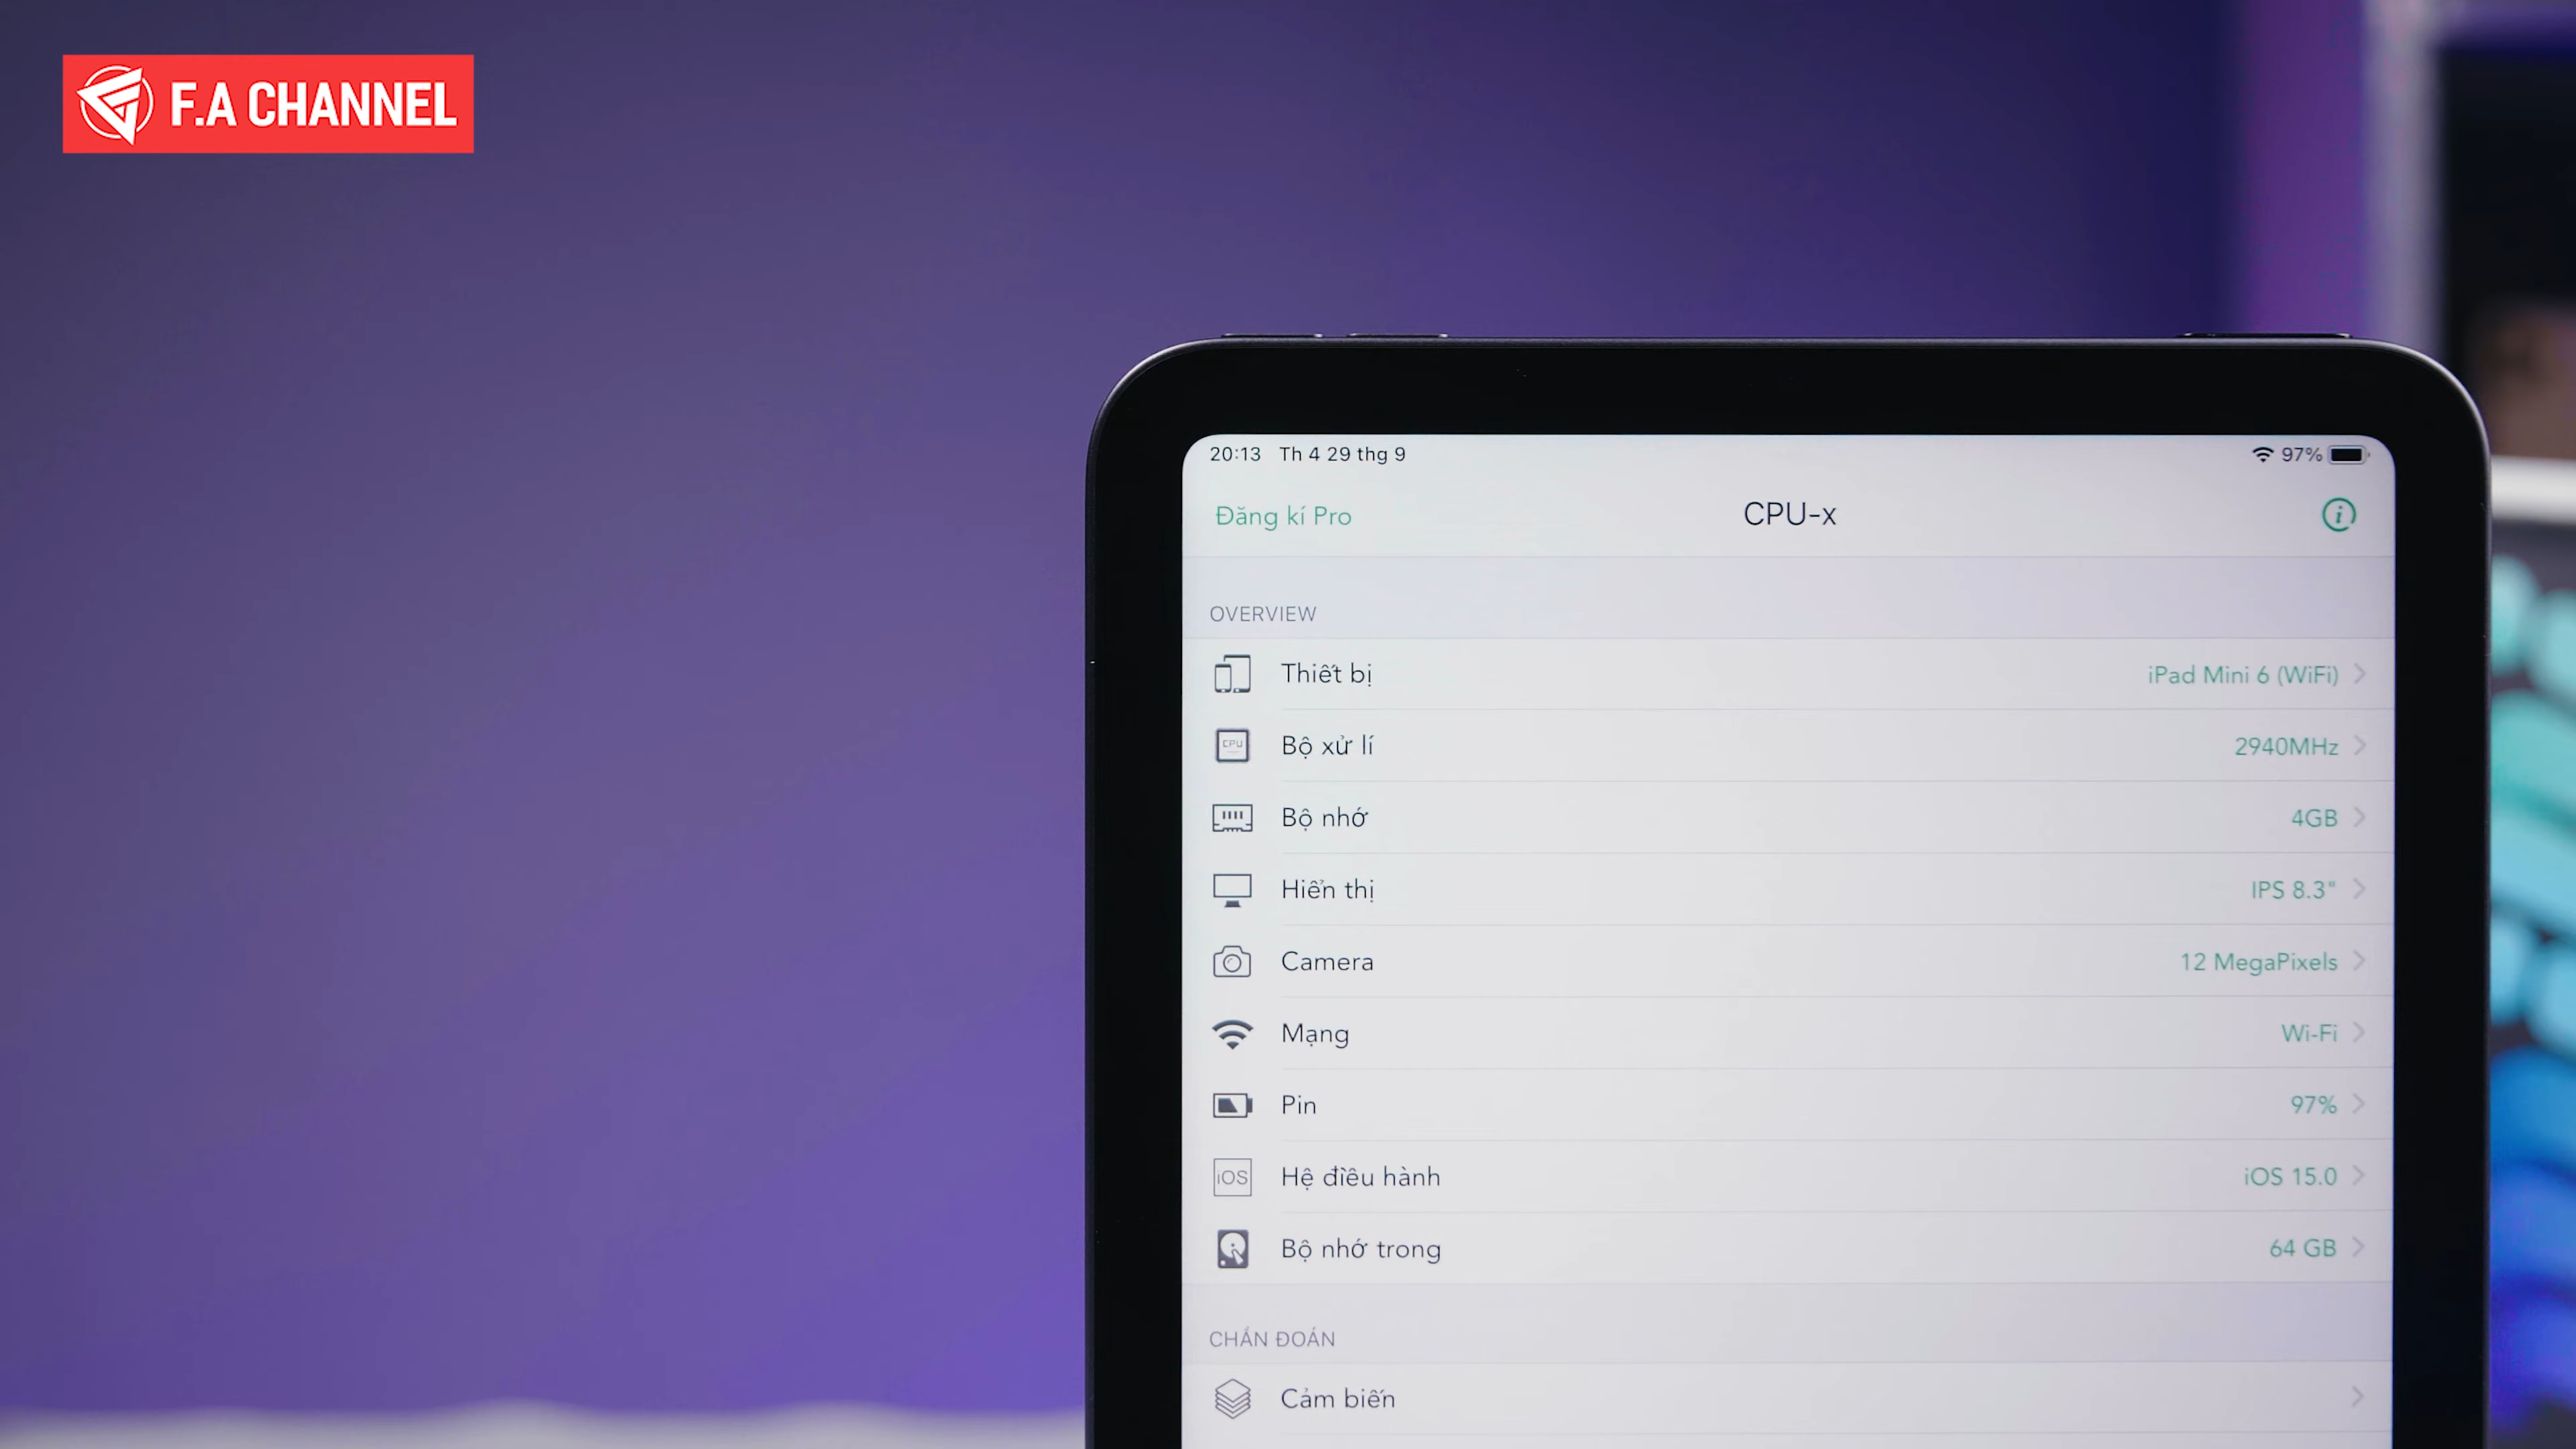 F.A CHANNEL
20:13 Th 4 29 thg 9 97%
Đăng kí Pro CPU-x
OVERVIEW
Thiết bị iPad Mini 6 (WiFi)
CPU
Bộ xử lí 2940MHz
Bộ nhớ 4GB
Hiển thị IPS 8.3"
Camera 12 MegaPixels
Mạng Wi-Fi
Pin 97%
iOS Hệ điều hành iOS 15.0
Bộ nhớ trong 64 GB
CHẨN ĐOÁN
Cảm biến